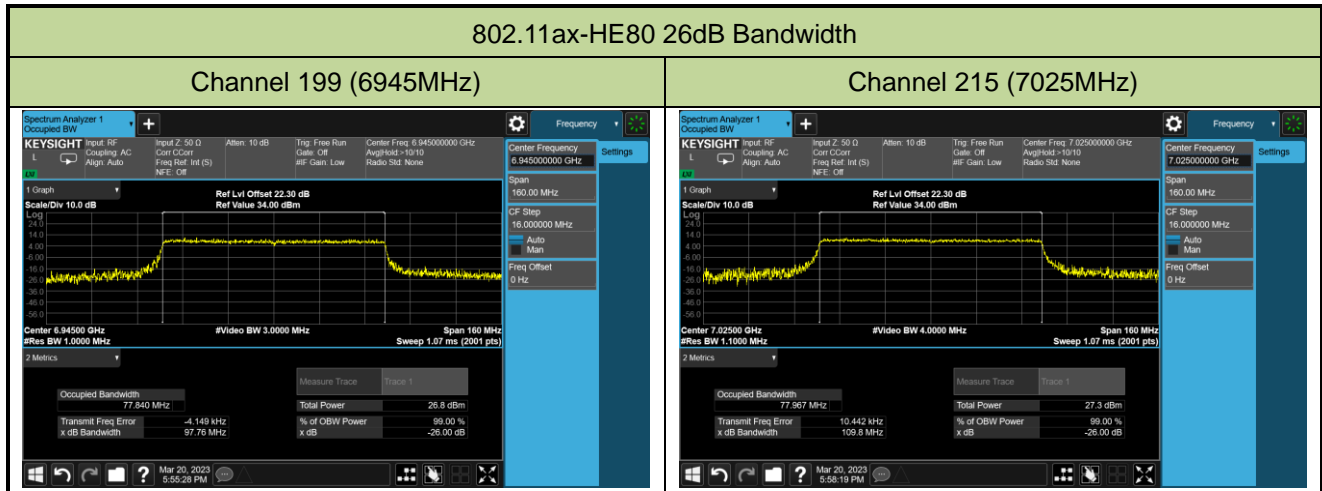 802.11ax-HE80 26dB Bandwidth
Channel 199 (6945MHz)
Channel 215 (7025MHz)
Spectrum Analyzer 1
Occupied BW
+
Frequency
KEYSIGHT
L
Input: RF
Coupling: AC
Align: Auto
Input Z: 50 Ω
Corr CCorr
Freq Ref: Int (S)
NFE: Off
Atten: 10 dB
Trig: Free Run
Gate: Off
#IF Gain: Low
Center Freq: 6.945000000 GHz
Avg|Hold:>10/10
Radio Std: None
Center Frequency
6.945000000 GHz
Settings
Span
160.00 MHz
CF Step
16.000000 MHz
Auto
Man
Freq Offset
0 Hz
1 Graph
Scale/Div 10.0 dB
Ref Lvl Offset 22.30 dB
Ref Value 34.00 dBm
Log
24.0
14.0
4.00
-6.00
-16.0
-26.0
-36.0
-46.0
-56.0
Center 6.94500 GHz
#Res BW 1.0000 MHz
#Video BW 3.0000 MHz
Span 160 MHz
Sweep 1.07 ms (2001 pts)
2 Metrics
Measure Trace
Trace 1
Occupied Bandwidth
77.840 MHz
Total Power 26.8 dBm
Transmit Freq Error -4.149 kHz
% of OBW Power 99.00 %
x dB Bandwidth 97.76 MHz
x dB -26.00 dB
?
Mar 20, 2023
5:55:28 PM
Spectrum Analyzer 1
Occupied BW
+
Frequency
KEYSIGHT
L
Input: RF
Coupling: AC
Align: Auto
Input Z: 50 Ω
Corr CCorr
Freq Ref: Int (S)
NFE: Off
Atten: 10 dB
Trig: Free Run
Gate: Off
#IF Gain: Low
Center Freq: 7.025000000 GHz
Avg|Hold:>10/10
Radio Std: None
Center Frequency
7.025000000 GHz
Settings
Span
160.00 MHz
CF Step
16.000000 MHz
Auto
Man
Freq Offset
0 Hz
1 Graph
Scale/Div 10.0 dB
Ref Lvl Offset 22.30 dB
Ref Value 34.00 dBm
Log
24.0
14.0
4.00
-6.00
-16.0
-26.0
-36.0
-46.0
-56.0
Center 7.02500 GHz
#Res BW 1.1000 MHz
#Video BW 4.0000 MHz
Span 160 MHz
Sweep 1.07 ms (2001 pts)
2 Metrics
Measure Trace
Trace 1
Occupied Bandwidth
77.967 MHz
Total Power 27.3 dBm
Transmit Freq Error 10.442 kHz
% of OBW Power 99.00 %
x dB Bandwidth 109.8 MHz
x dB -26.00 dB
?
Mar 20, 2023
5:58:19 PM